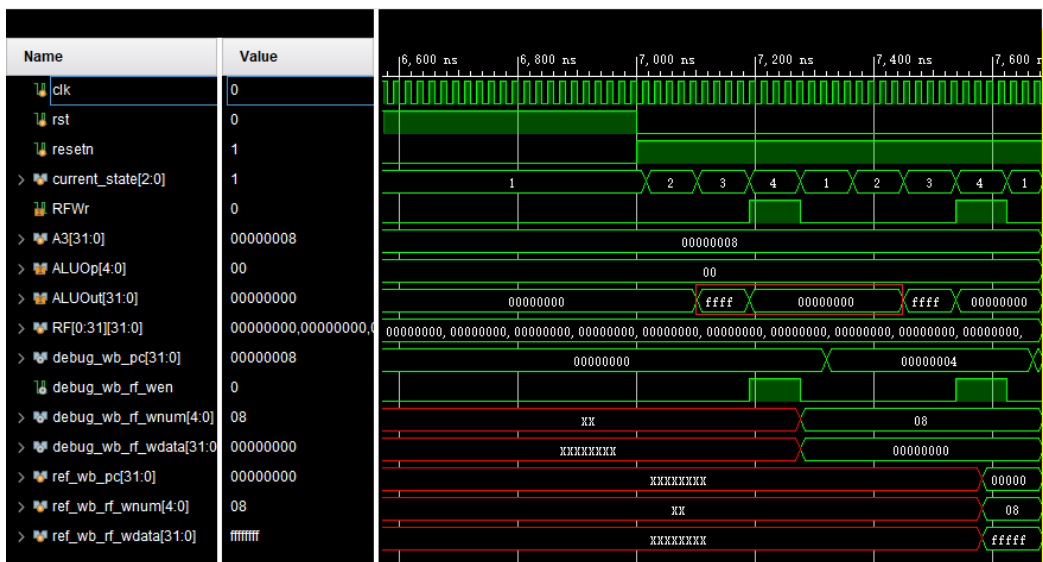 Name Value 6,600 ns 6,800 ns 7,000 ns 7,200 ns 7,400 ns 7,600 n
clk 0
rst 0
resetn 1
current_state[2:0] 1 1 2 3 4 1 2 3 4 1
RFWr 0
A3[31:0] 00000008 00000008
ALUOp[4:0] 00 00
ALUOut[31:0] 00000000 00000000 ffff 00000000 ffff 00000000
RF[0:31][31:0] 00000000,00000000,0 00000000, 00000000, 00000000, 00000000, 00000000, 00000000, 00000000, 00000000, 00000000, 00000000,
debug_wb_pc[31:0] 00000008 00000000 00000004
debug_wb_rf_wen 0
debug_wb_rf_wnum[4:0] 08 XX 08
debug_wb_rf_wdata[31:0 00000000 XXXXXXXX 00000000
ref_wb_pc[31:0] 00000000 XXXXXXXX 00000
ref_wb_rf_wnum[4:0] 08 XX 08
ref_wb_rf_wdata[31:0] ffffffff XXXXXXXX fffff